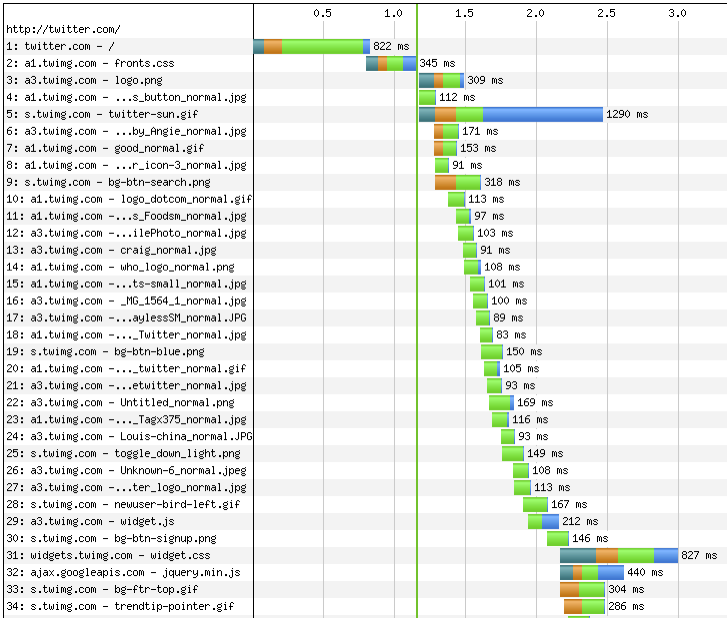 0.5 1.0 1.5 2.0 2.5 3.0
http://twitter.com/
1: twitter.com - / 822 ms
2: a1.twimg.com - fronts.css 345 ms
3: a3.twimg.com - logo.png 309 ms
4: a1.twimg.com - ...s_button_normal.jpg 112 ms
5: s.twimg.com - twitter-sun.gif 1290 ms
6: a3.twimg.com - ...by_Angie_normal.jpg 171 ms
7: a1.twimg.com - good_normal.gif 153 ms
8: a1.twimg.com - ...r_icon-3_normal.jpg 91 ms
9: s.twimg.com - bg-btn-search.png 318 ms
10: a1.twimg.com - logo_dotcom_normal.gif 113 ms
11: a1.twimg.com -...s_Foodsm_normal.jpg 97 ms
12: a3.twimg.com -...ilePhoto_normal.jpg 103 ms
13: a3.twimg.com - craig_normal.jpg 91 ms
14: a1.twimg.com - who_logo_normal.png 108 ms
15: a1.twimg.com -...ts-small_normal.jpg 101 ms
16: a3.twimg.com - _MG_1564_1_normal.jpg 100 ms
17: a3.twimg.com -...aylessSM_normal.JPG 89 ms
18: a1.twimg.com -..._Twitter_normal.jpg 83 ms
19: s.twimg.com - bg-btn-blue.png 150 ms
20: a1.twimg.com -..._twitter_normal.gif 105 ms
21: a3.twimg.com -...etwitter_normal.jpg 93 ms
22: a3.twimg.com - Untitled_normal.png 169 ms
23: a1.twimg.com -..._Tagx375_normal.jpg 116 ms
24: a3.twimg.com - Louis-china_normal.JPG 93 ms
25: s.twimg.com - toggle_down_light.png 149 ms
26: a3.twimg.com - Unknown-6_normal.jpeg 108 ms
27: a3.twimg.com -...ter_logo_normal.jpg 113 ms
28: s.twimg.com - newuser-bird-left.gif 167 ms
29: a3.twimg.com - widget.js 212 ms
30: s.twimg.com - bg-btn-signup.png 146 ms
31: widgets.twimg.com - widget.css 827 ms
32: ajax.googleapis.com - jquery.min.js 440 ms
33: s.twimg.com - bg-ftr-top.gif 304 ms
34: s.twimg.com - trendtip-pointer.gif 286 ms